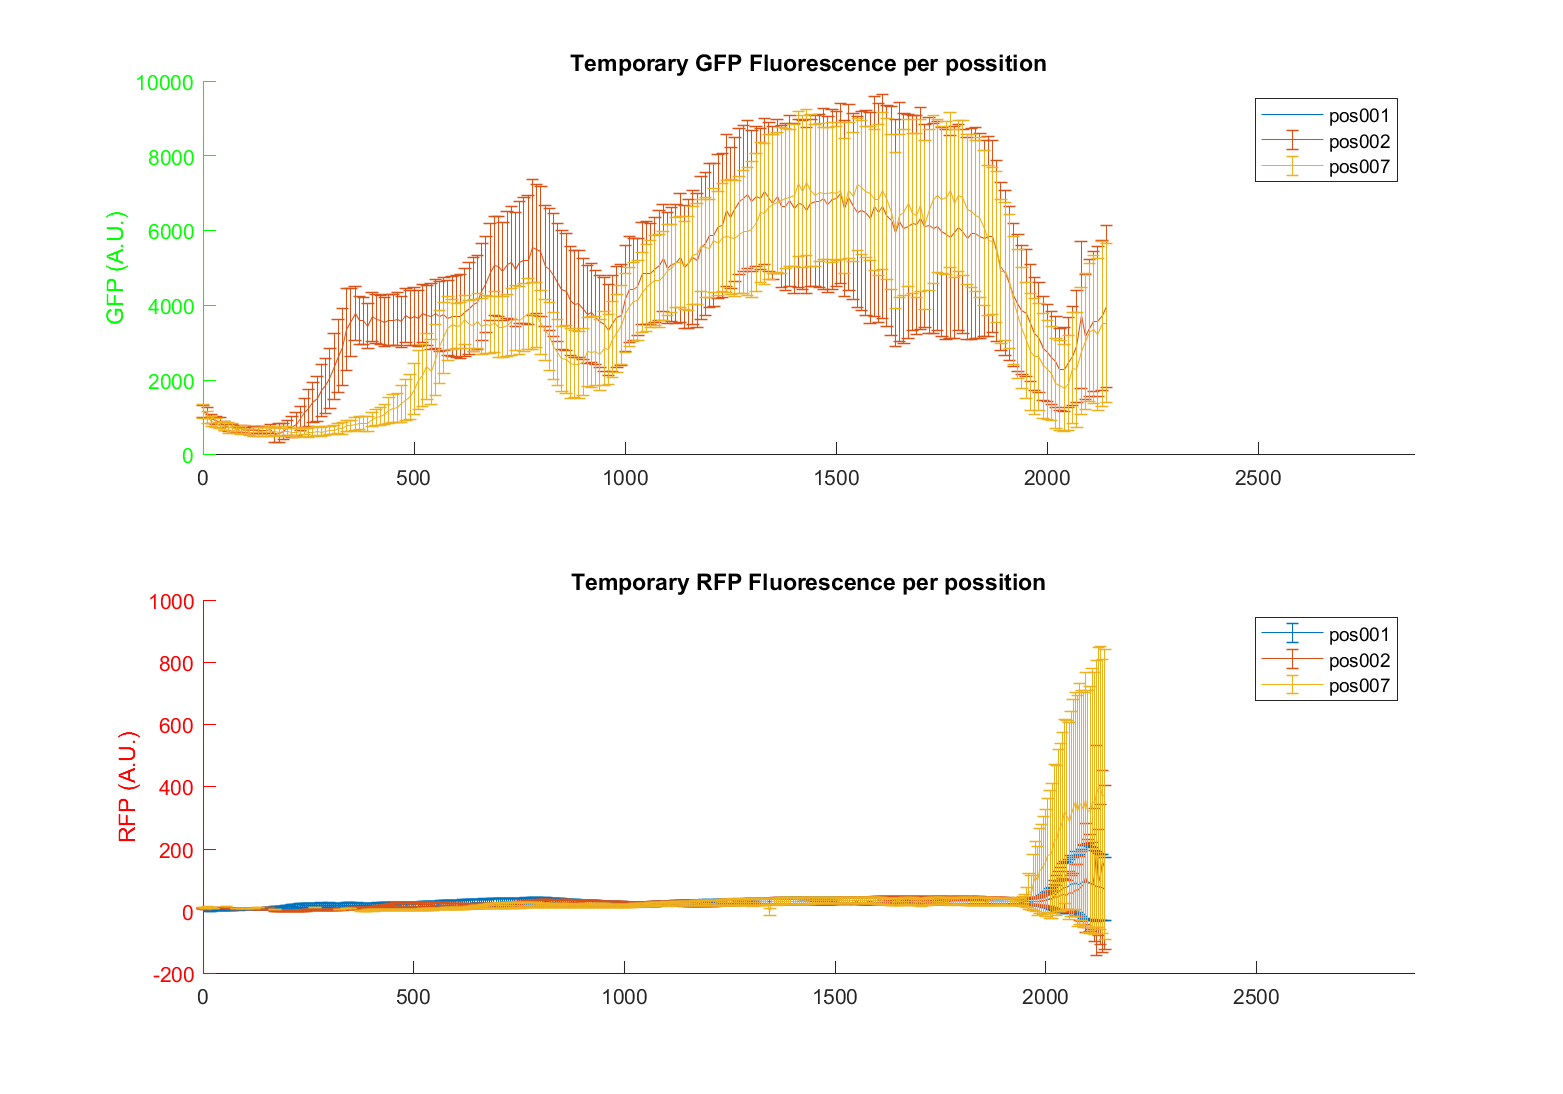 Temporary GFP Fluorescence per possition
10000
8000
6000
4000
2000
0
GFP (A.U.)
0 500 1000 1500 2000 2500
pos001
pos002
pos007
Temporary RFP Fluorescence per possition
1000
800
600
400
200
0
-200
RFP (A.U.)
0 500 1000 1500 2000 2500
pos001
pos002
pos007